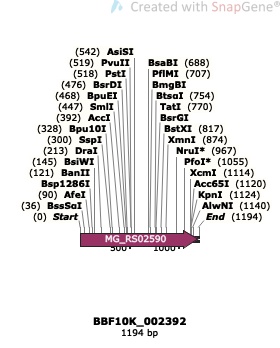 Created with SnapGene®
(542) AsiSI
(519) PvuII BsaBI (688)
(518) PstI PflMI (707)
(476) BsrDI BmgBI
(468) BpuEI BtsαI (754)
(447) SmlI TatI (770)
(392) AccI BsrGI
(328) Bpu10I BstXI (817)
(300) SspI XmnI (874)
(213) DraI NruI* (967)
(145) BsiWI PfoI* (1055)
(121) BanII XcmI (1114)
Bsp1286I Acc65I (1120)
(90) AfeI KpnI (1124)
(36) BssSαI AlwNI (1140)
(0) Start End (1194)
MG_RS02590
500 1000
BBF10K_002392
1194 bp